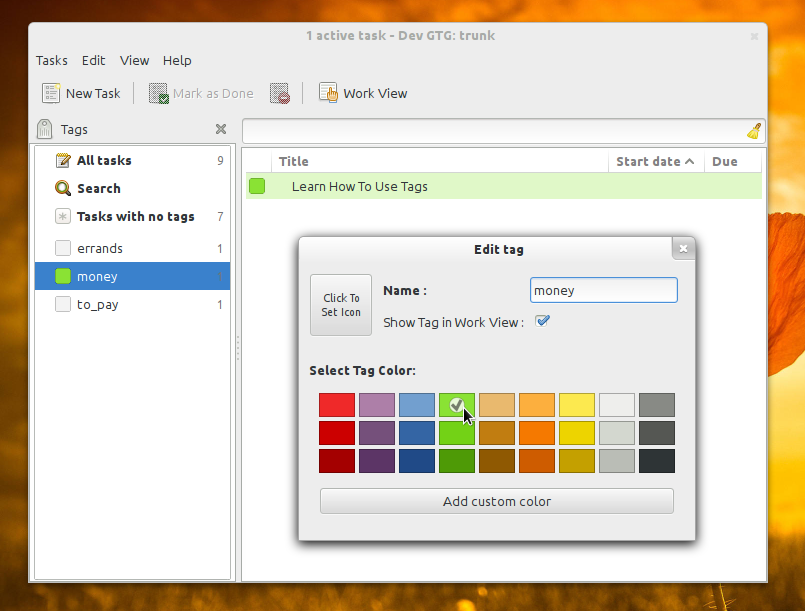 1 active task - Dev GTG: trunk
Tasks Edit View Help
New Task Mark as Done Work View
Tags
Title Start date Due
All tasks 9
Search
Tasks with no tags 7
errands 1
money 1
to_pay 1
Learn How To Use Tags
Edit tag
Click To
Set Icon
Name :
money
Show Tag in Work View :
Select Tag Color:
Add custom color